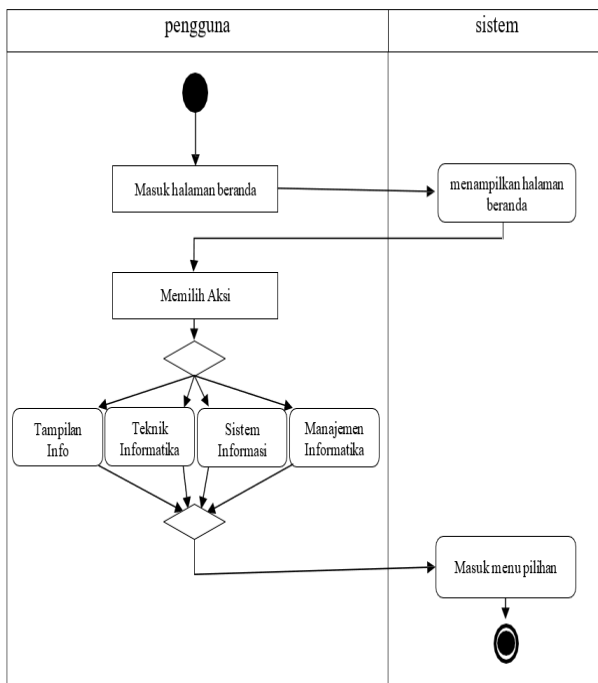 pengguna
sistem
Masuk halaman beranda
menampilkan halaman
beranda
Memilih Aksi
Tampilan
Info
Teknik
Informatika
Sistem
Informasi
Manajemen
Informatika
Masuk menu pilihan